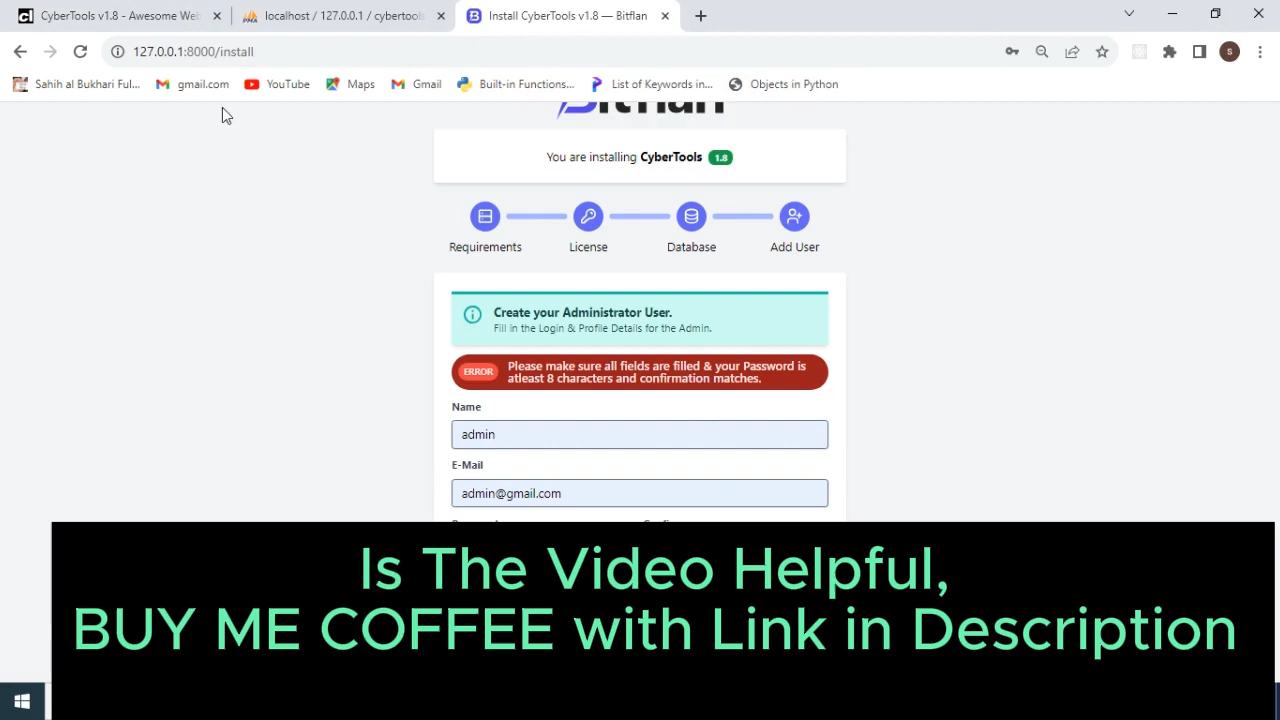 CyberTools v1.8 - Awesome Web
localhost / 127.0.0.1 / cybertools
Install CyberTools v1.8 — Bitflan
127.0.0.1:8000/install
S
Sahih al Bukhari Ful...
gmail.com
YouTube
Maps
Gmail
Built-in Functions...
List of Keywords in...
Objects in Python
Bitflan
You are installing CyberTools 1.8
Requirements
License
Database
Add User
Create your Administrator User.
Fill in the Login & Profile Details for the Admin.
ERROR
Please make sure all fields are filled & your Password is
atleast 8 characters and confirmation matches.
Name
admin
E-Mail
admin@gmail.com
Is The Video Helpful,
BUY ME COFFEE with Link in Description